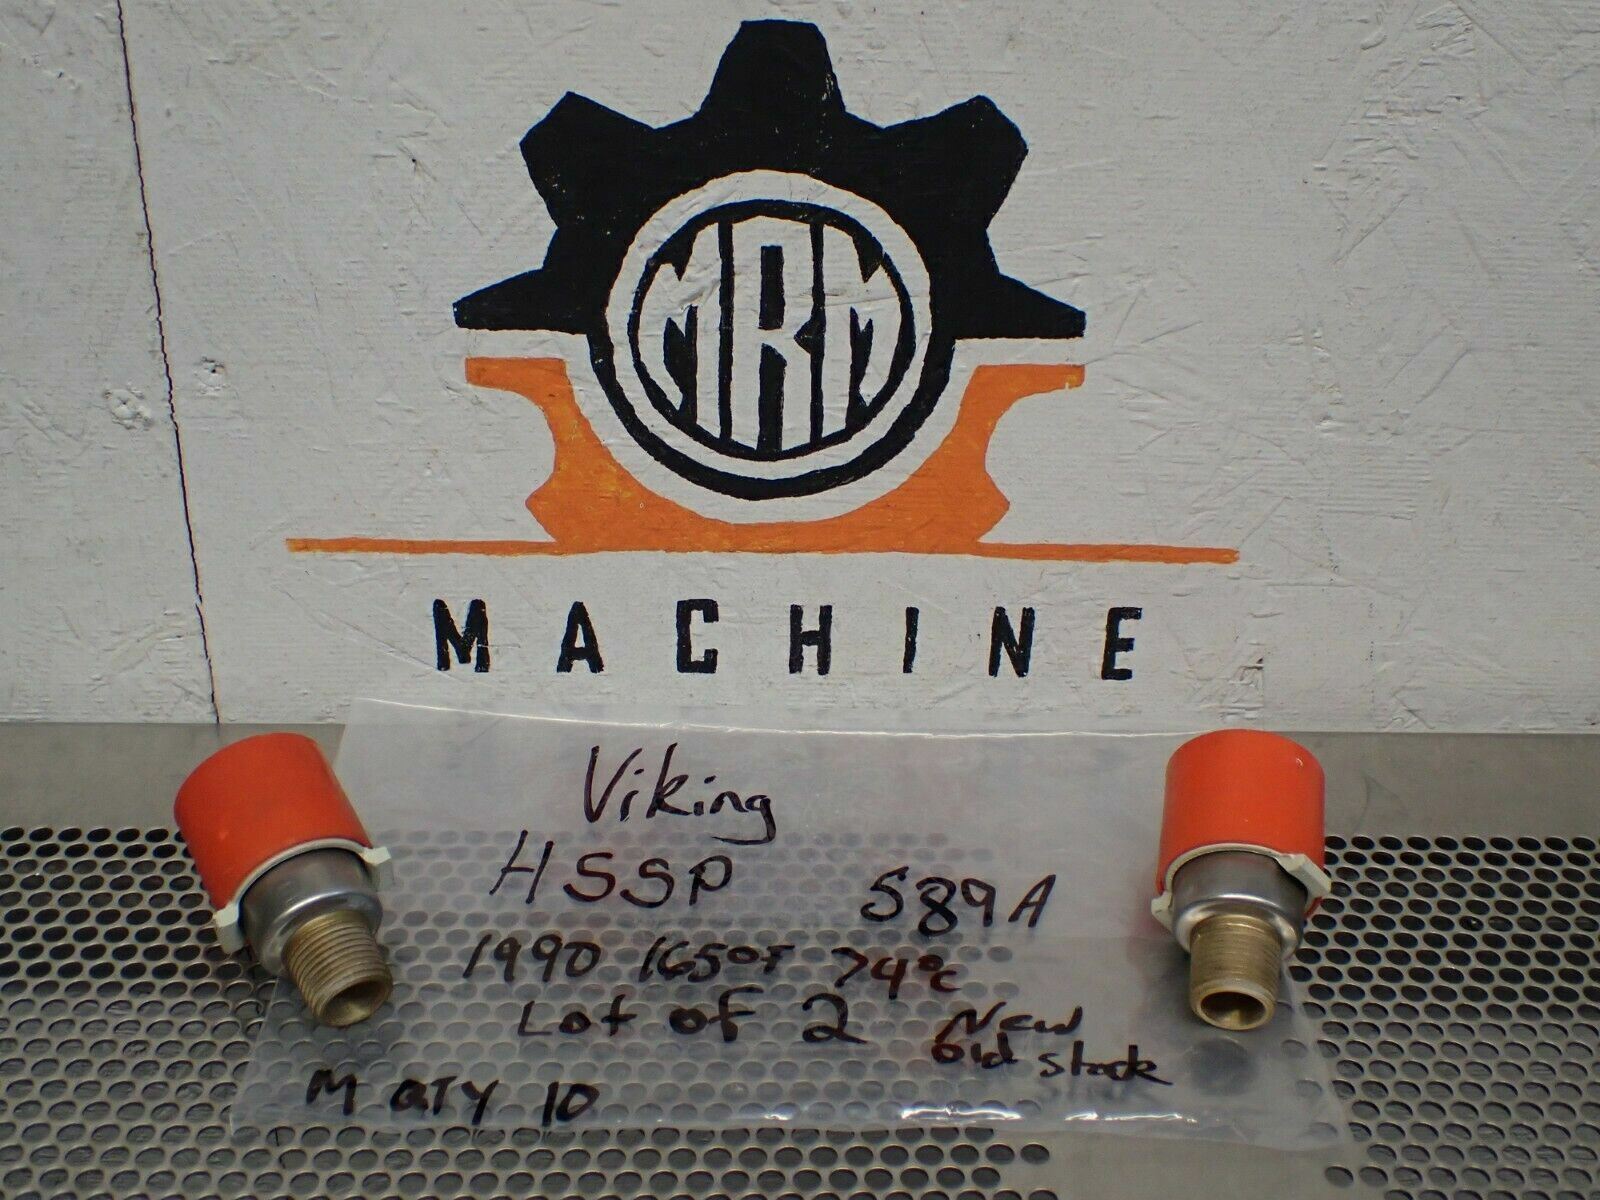 MRM
MACHINE
Viking
HSSP 589A
1990 165°F 74°C
Lot of 2 New old stock
M QTY 10